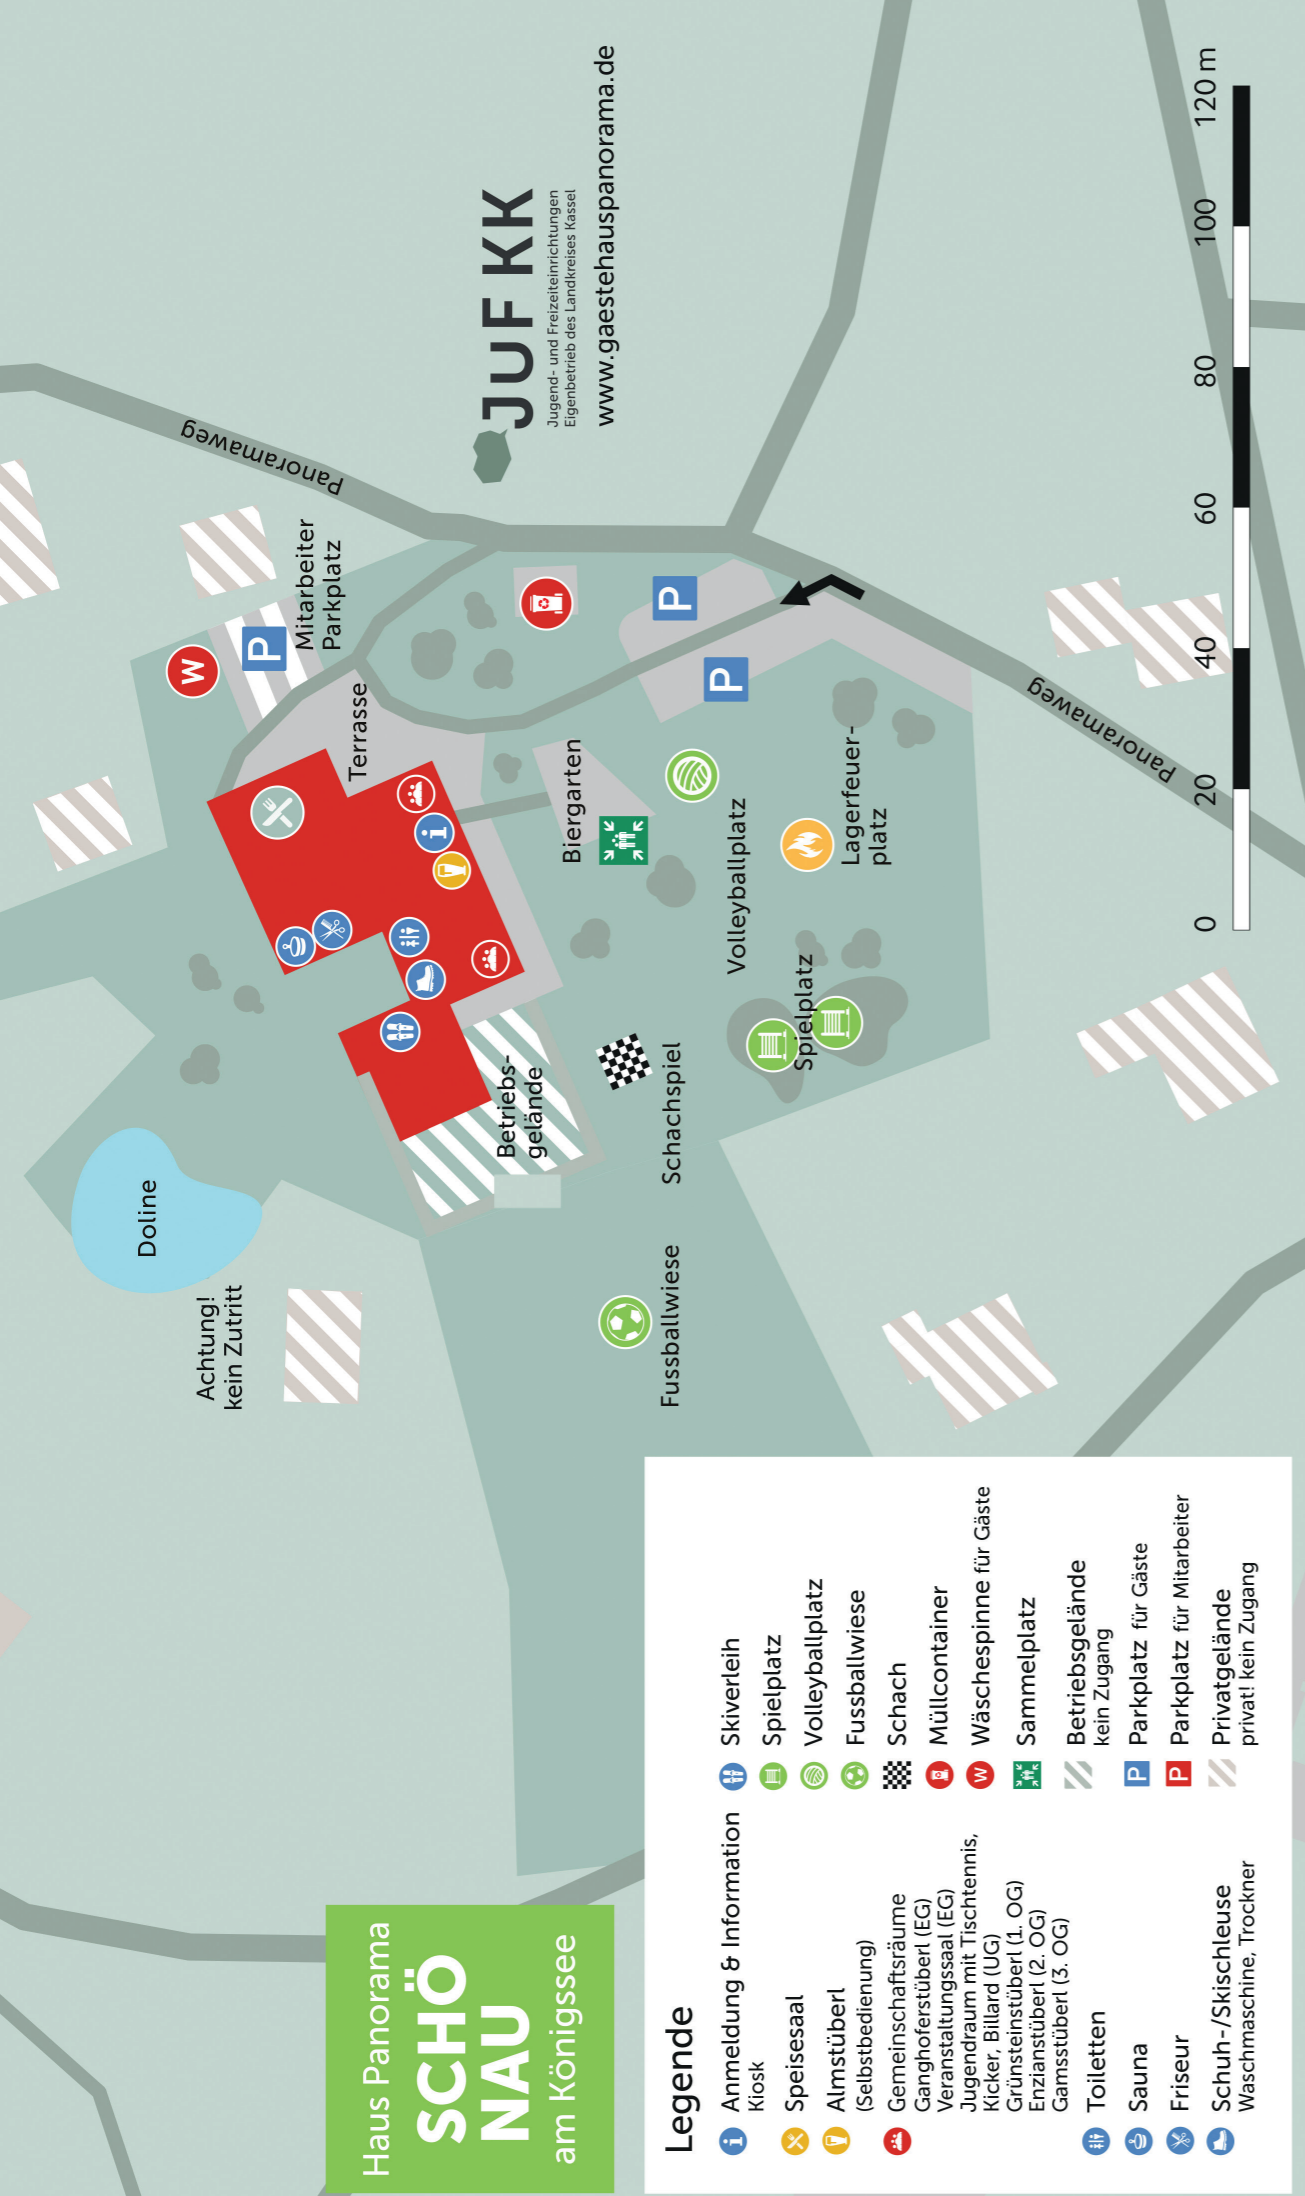 Haus Panorama
SCHÖ
NAU
am Königssee
Legende
Anmeldung & Information
Kiosk
Speisesaal
Almstüberl
(Selbstbedienung)
Gemeinschaftsräume
Ganghoferstüberl (EG)
Veranstaltungssaal (EG)
Jugendraum mit Tischtennis,
Kicker, Billard (UG)
Grünsteinstüberl (1. OG)
Enzianstüberl (2. OG)
Gamsstüberl (3. OG)
Toiletten
Sauna
Friseur
Schuh-/Skischleuse
Waschmaschine, Trockner
Skiverleih
Spielplatz
Volleyballplatz
Fussballwiese
Schach
Müllcontainer
W Wäschespinne für Gäste
Sammelplatz
Betriebsgelände
kein Zugang
P Parkplatz für Gäste
P Parkplatz für Mitarbeiter
Privatgelände
privat! kein Zugang
Doline
Achtung!
kein Zutritt
Fussballwiese
Betriebs-
gelände
Schachspiel
Spielplatz
Volleyballplatz
Lagerfeuer-
platz
Biergarten
Terrasse
i
W
P
Mitarbeiter
Parkplatz
P
P
Panoramaweg
Panoramaweg
JUF KK
Jugend- und Freizeiteinrichtungen
Eigenbetrieb des Landkreises Kassel
www.gaestehauspanorama.de
0 20 40 60 80 100 120 m